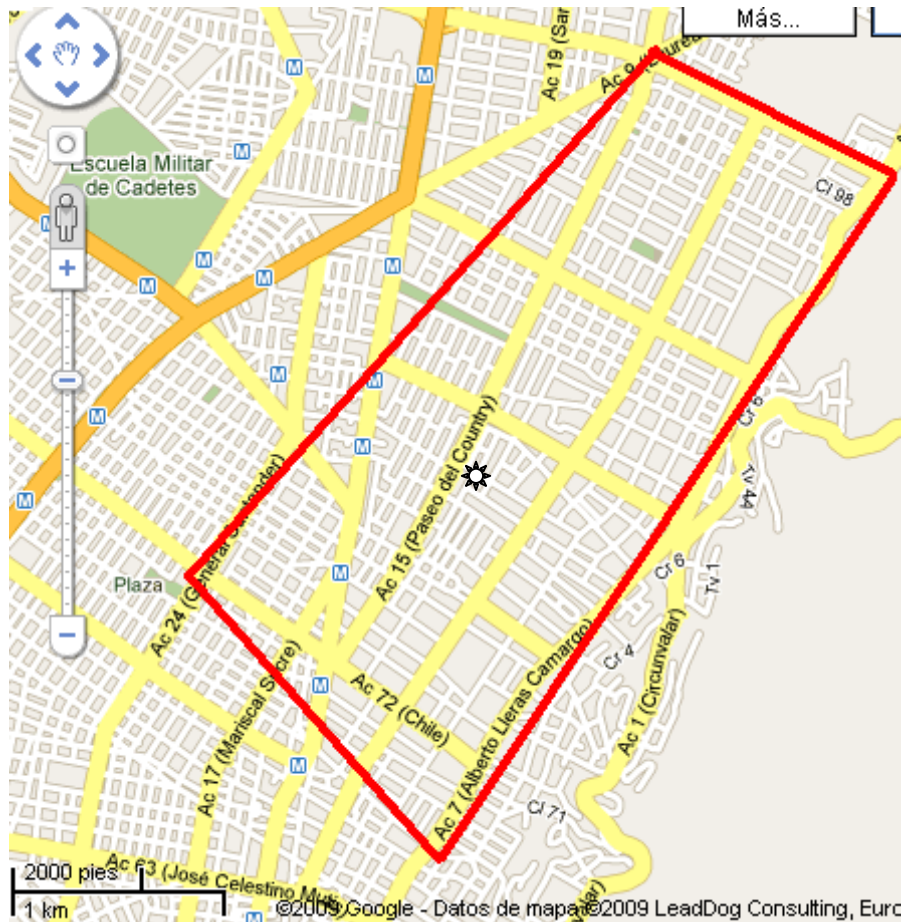 Más...
Ac 19 (San
Ac 9 (Laurea
M
M
M
Escuela Militar
de Cadetes
Cl 98
M
M
M
M
M
M
M
Cr 6
M
M
M
Ac 15 (Paseo del Country)
Ac 24 (General Santander)
Tv 4A
Plaza
M
Cr 6
Tv 1
Cr 4
Ac 17 (Mariscal Sucre)
M
Ac 72 (Chile)
Ac 7 (Alberto Lleras Camargo)
Ac 1 (Circunvalar)
M
Cl 71
2000 pies
Ac 63 (José Celestino Mutis)
1 km
©2009 Google - Datos de mapa ©2009 LeadDog Consulting, Euro